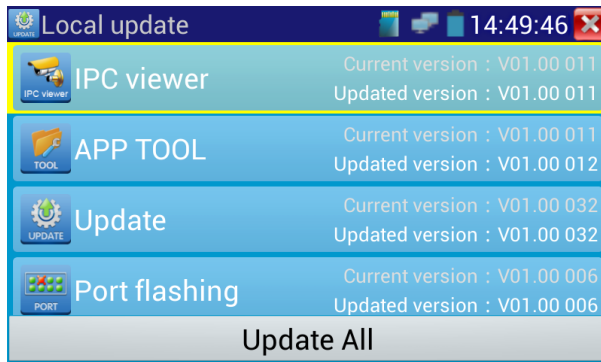 UPDATE
Local update
14:49:46
IPC viewer
IPC viewer
Current version : V01.00 011
Updated version : V01.00 011
TOOL
APP TOOL
Current version : V01.00 011
Updated version : V01.00 012
UPDATE
Update
Current version : V01.00 032
Updated version : V01.00 032
PORT
Port flashing
Current version : V01.00 006
Updated version : V01.00 006
Update All